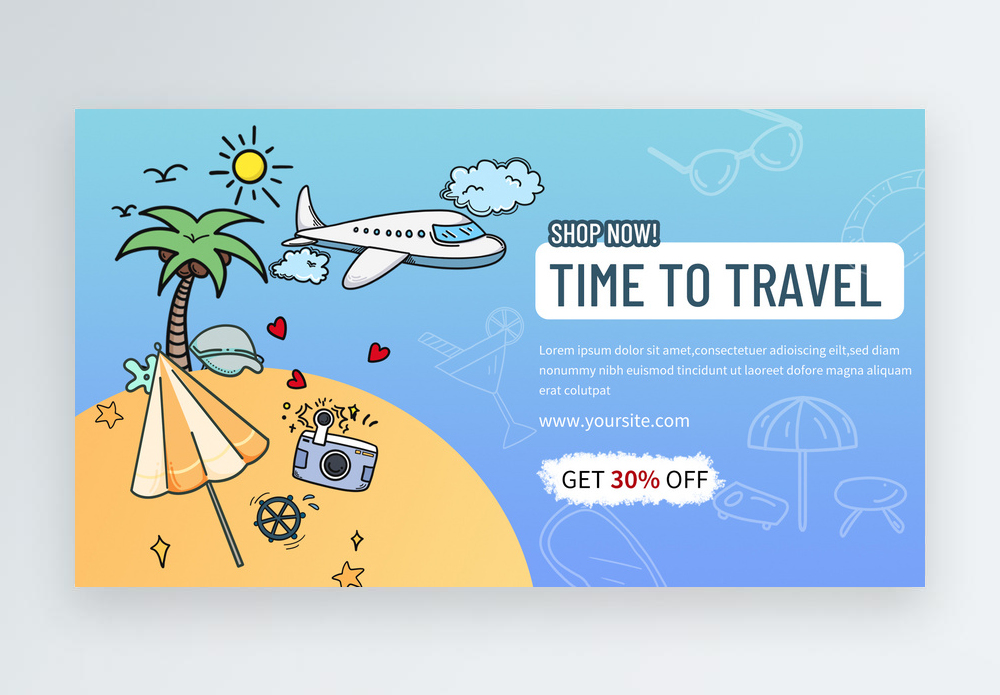 SHOP NOW!
TIME TO TRAVEL
Lorem ipsum dolor sit amet,consectetuer adioiscing eilt,sed diam
nonummy nibh euismod tincidunt ut laoreet dofore magna aliquam
erat colutpat
www.yoursite.com
GET 30% OFF